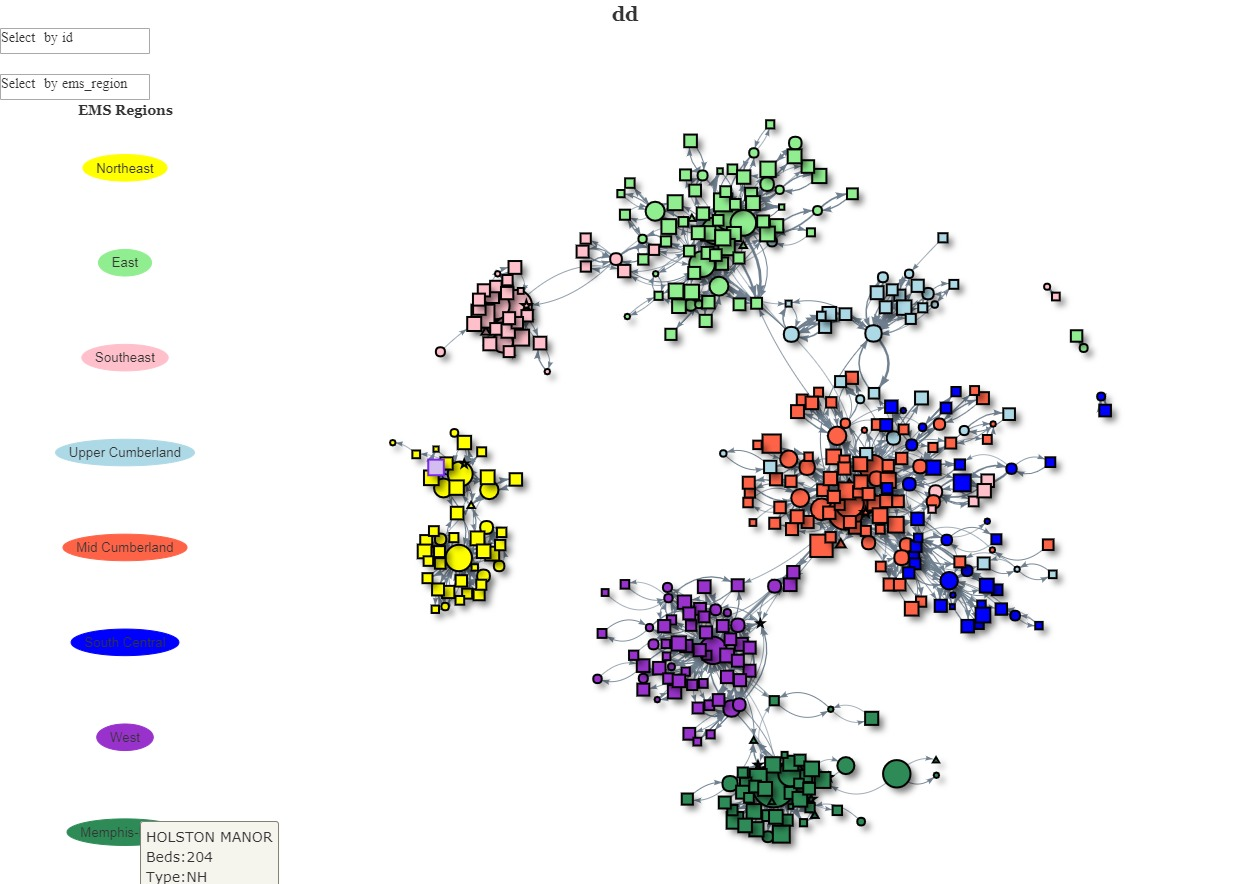 dd
Select by id
Select by ems_region
EMS Regions
Northeast
East
Southeast
Upper Cumberland
Mid Cumberland
South Central
West
Memphis-
HOLSTON MANOR
Beds:204
Type:NH